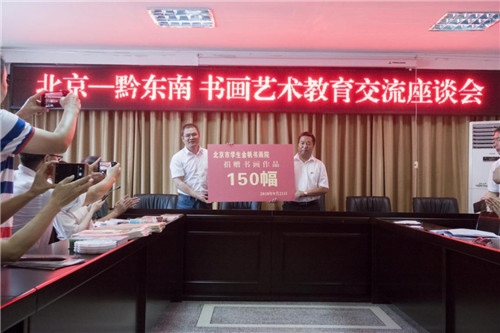 北京—黔东南 书画艺术教育交流座谈会
北京市学生金帆书画院
捐赠书画作品
150幅